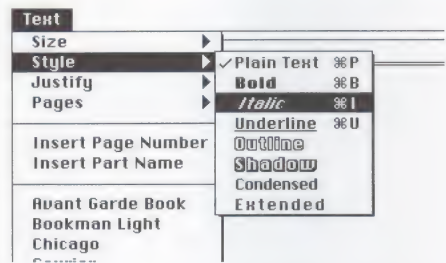 Text
Size
Style
Justify
Pages
Insert Page Number
Insert Part Name
Avant Garde Book
Bookman Light
Chicago
Courier
✓Plain Text ⌘P
Bold ⌘B
Italic ⌘I
Underline ⌘U
Outline
Shadow
Condensed
Extended